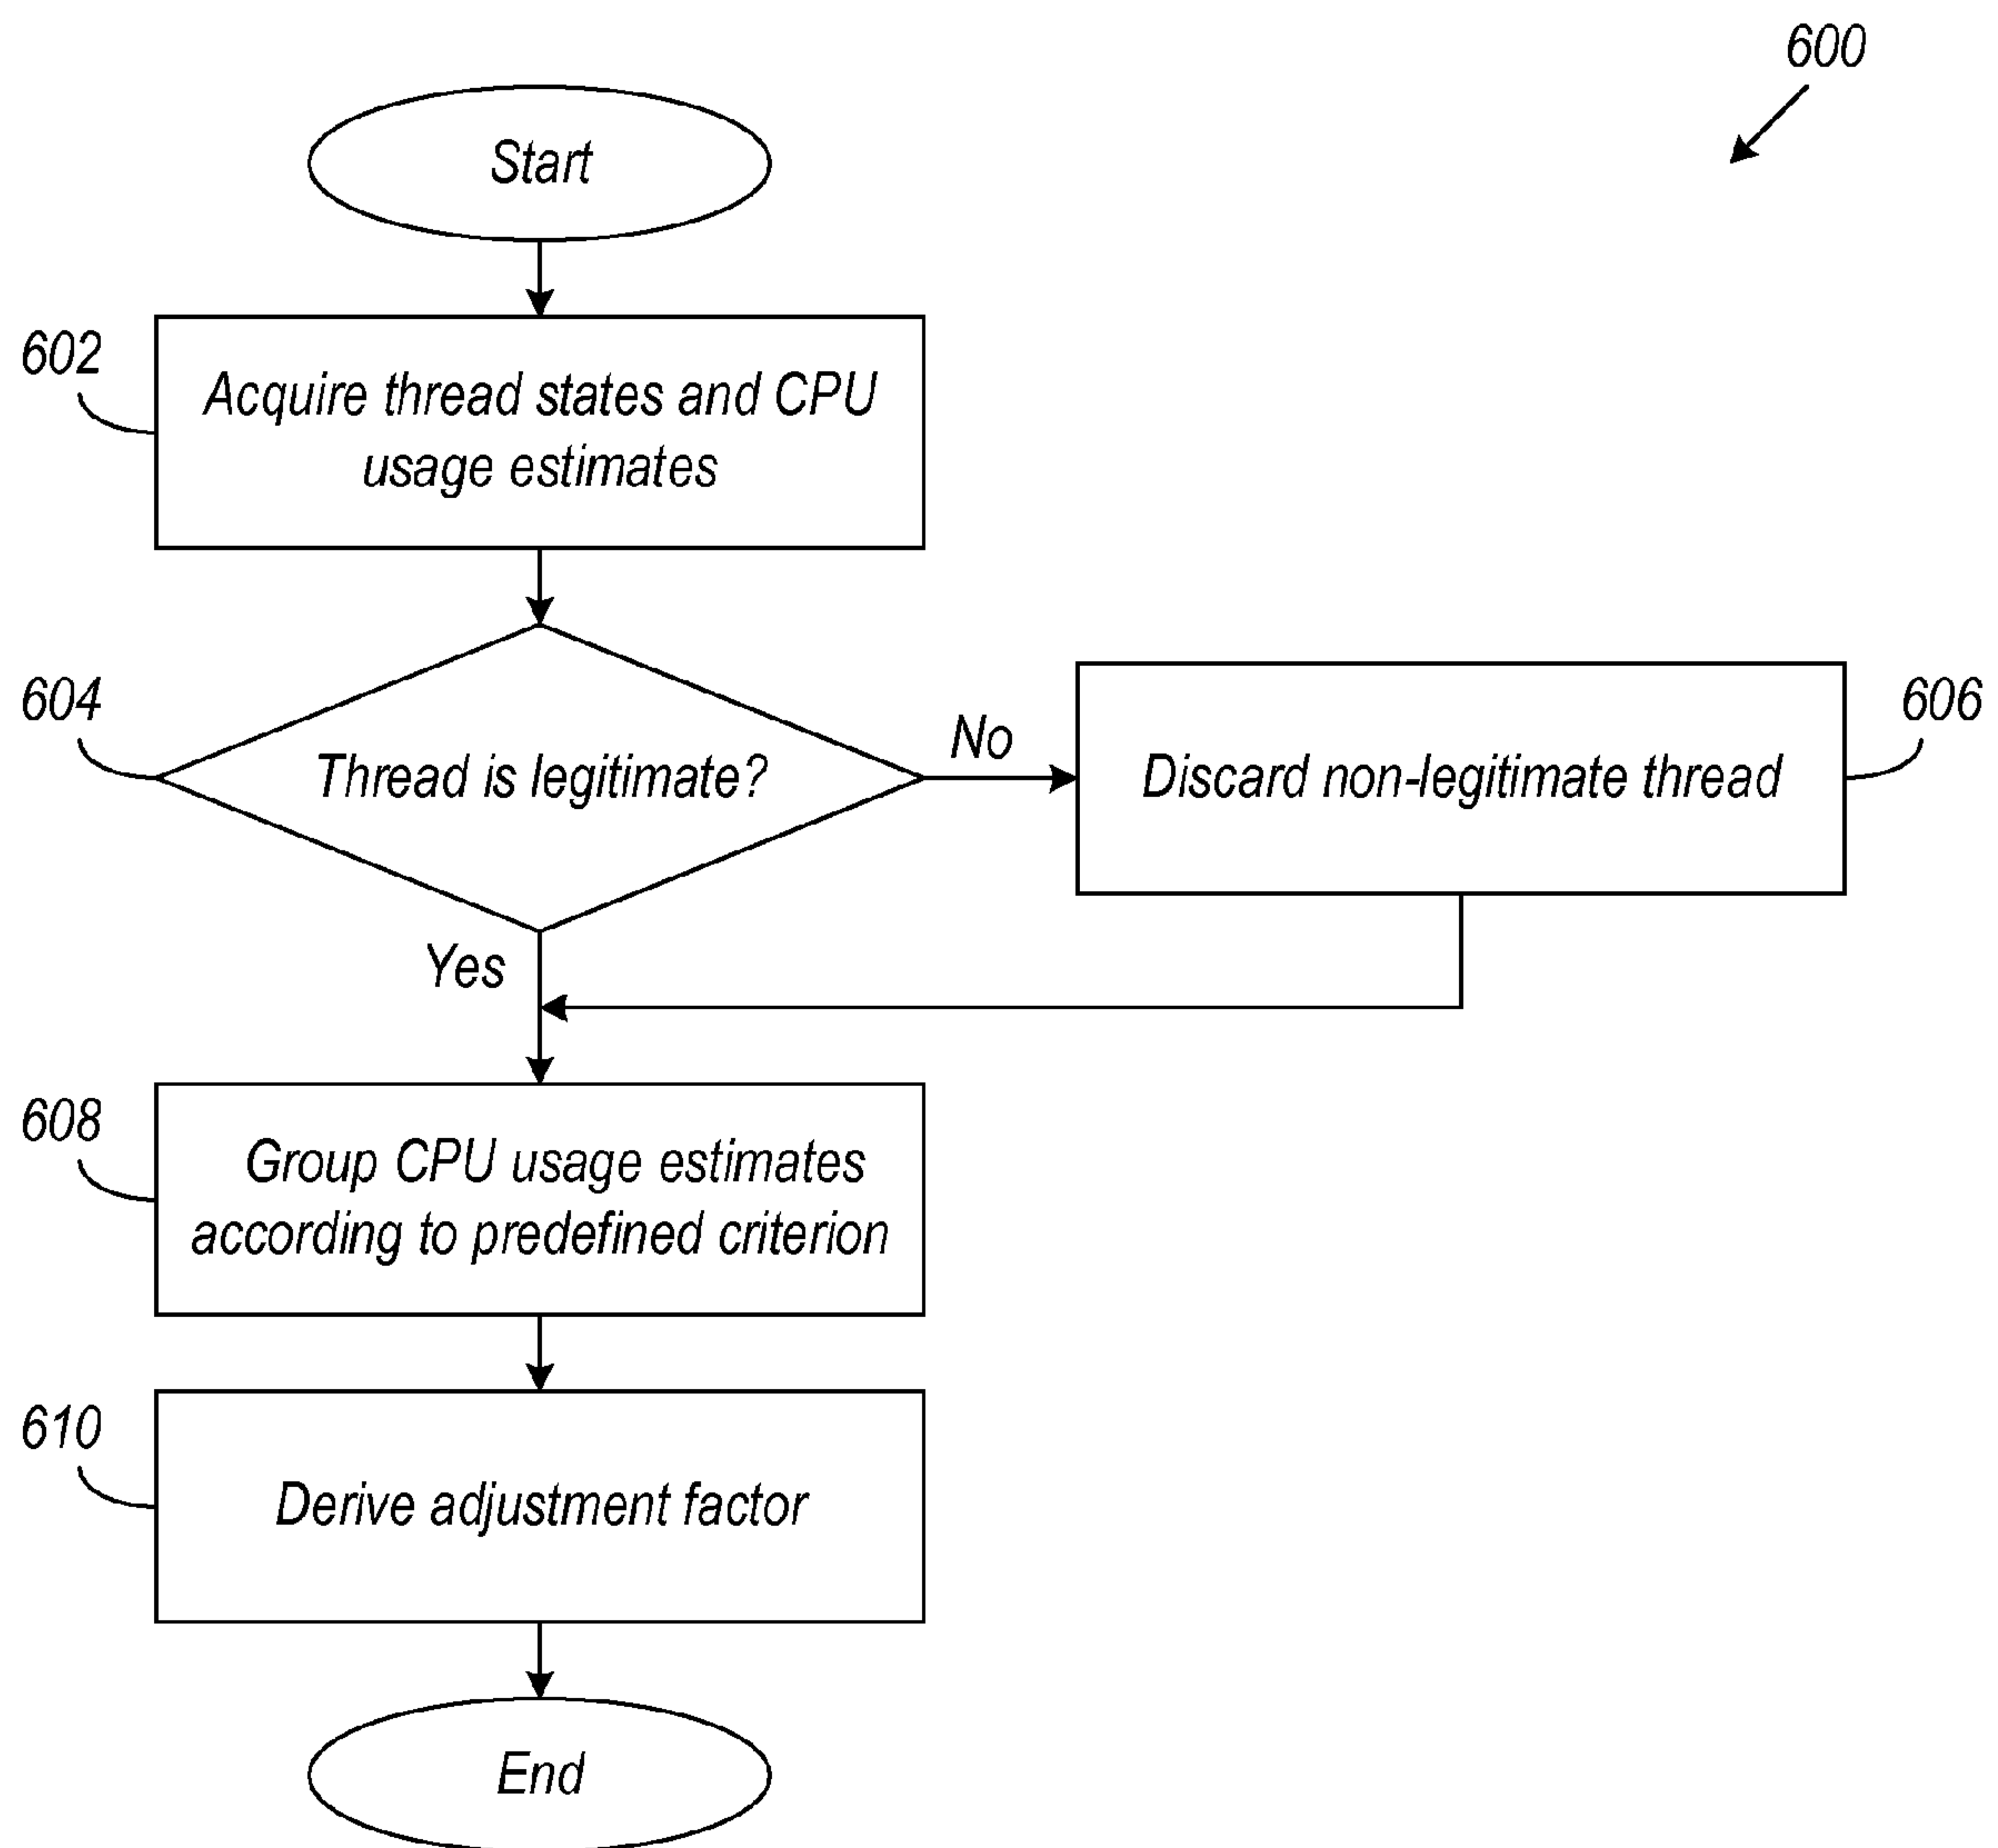 600
Start
602
Acquire thread states and CPU
usage estimates
604
Thread is legitimate?
No
606
Discard non-legitimate thread
Yes
608
Group CPU usage estimates
according to predefined criterion
610
Derive adjustment factor
End